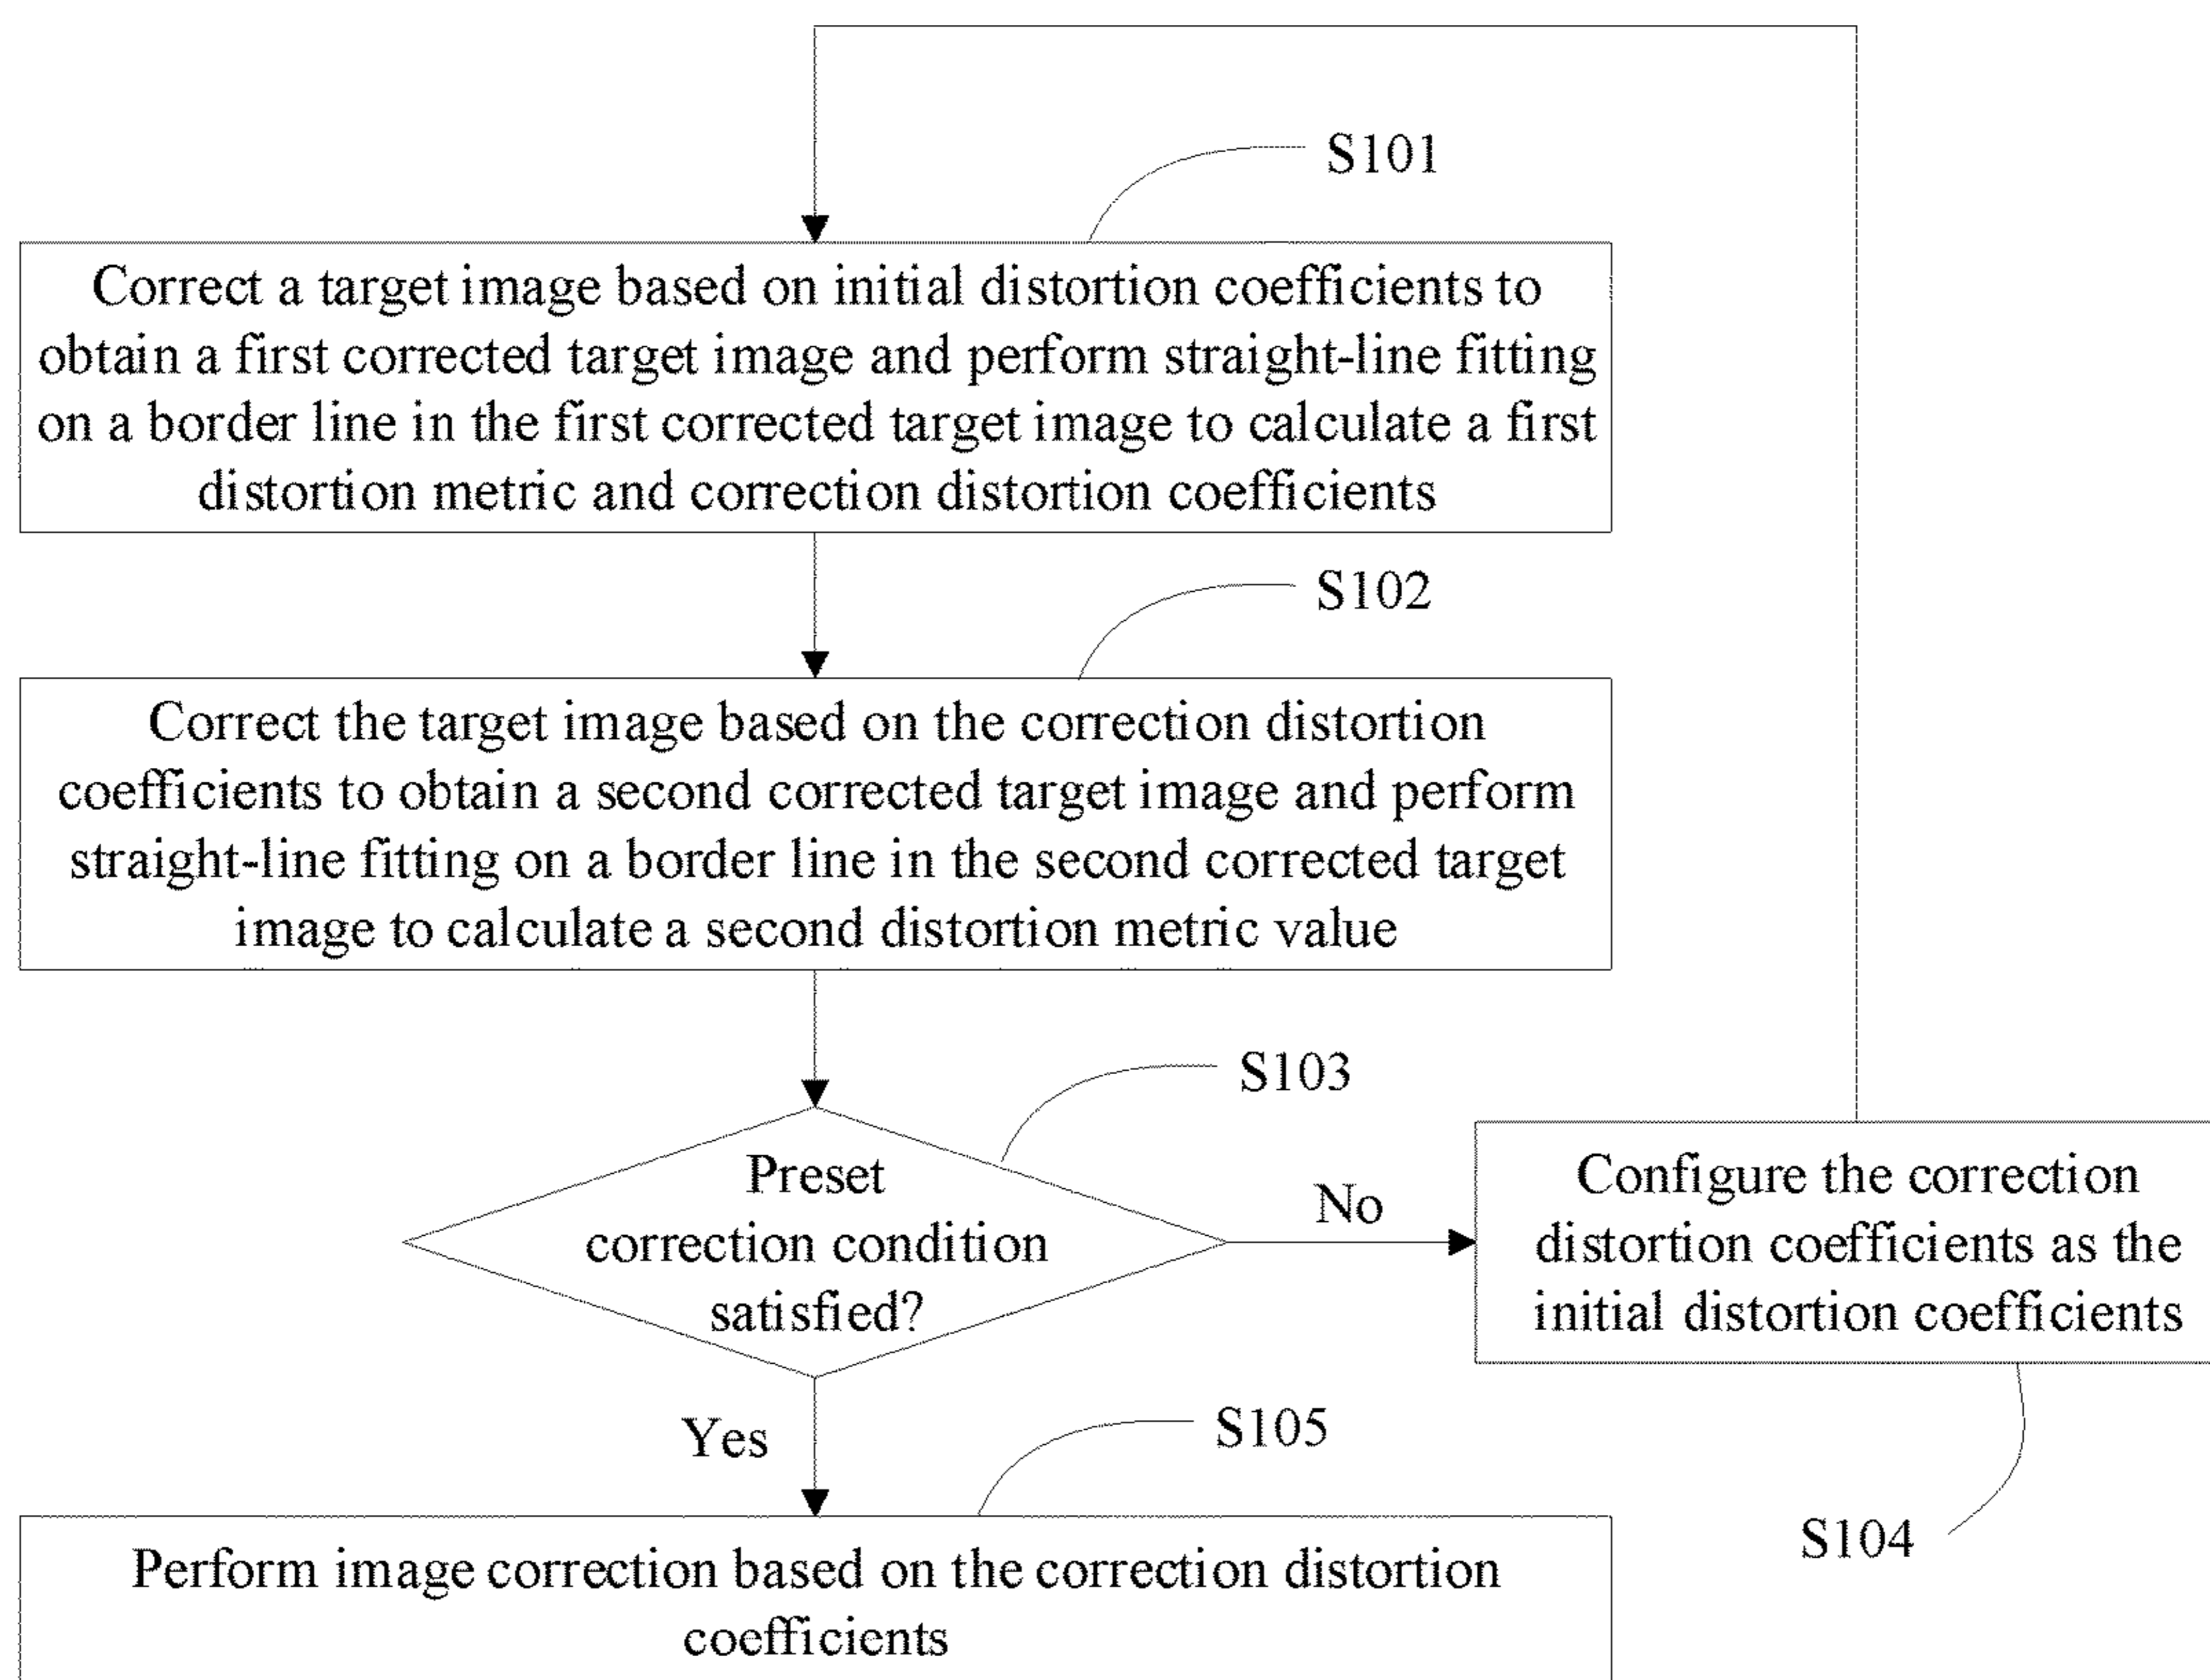 S101
Correct a target image based on initial distortion coefficients to
obtain a first corrected target image and perform straight-line fitting
on a border line in the first corrected target image to calculate a first
distortion metric and correction distortion coefficients
S102
Correct the target image based on the correction distortion
coefficients to obtain a second corrected target image and perform
straight-line fitting on a border line in the second corrected target
image to calculate a second distortion metric value
S103
Preset
correction condition
satisfied?
No
Configure the correction
distortion coefficients as the
initial distortion coefficients
S104
Yes
S105
Perform image correction based on the correction distortion
coefficients